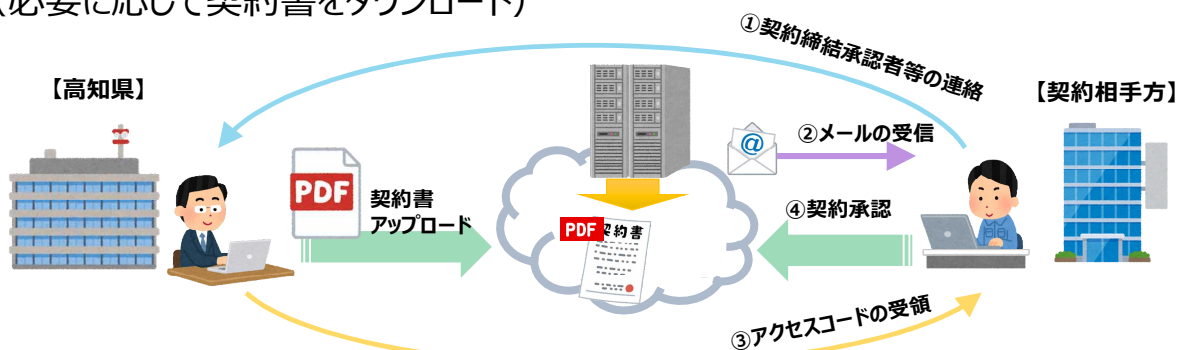 （必要に応じて契約書をダウンロード）
①契約締結承認者等の連絡
【高知県】
【契約相手方】
@
②メールの受信
PDF
契約書
アップロード
④契約承認
PDF
契約書
③アクセスコードの受領